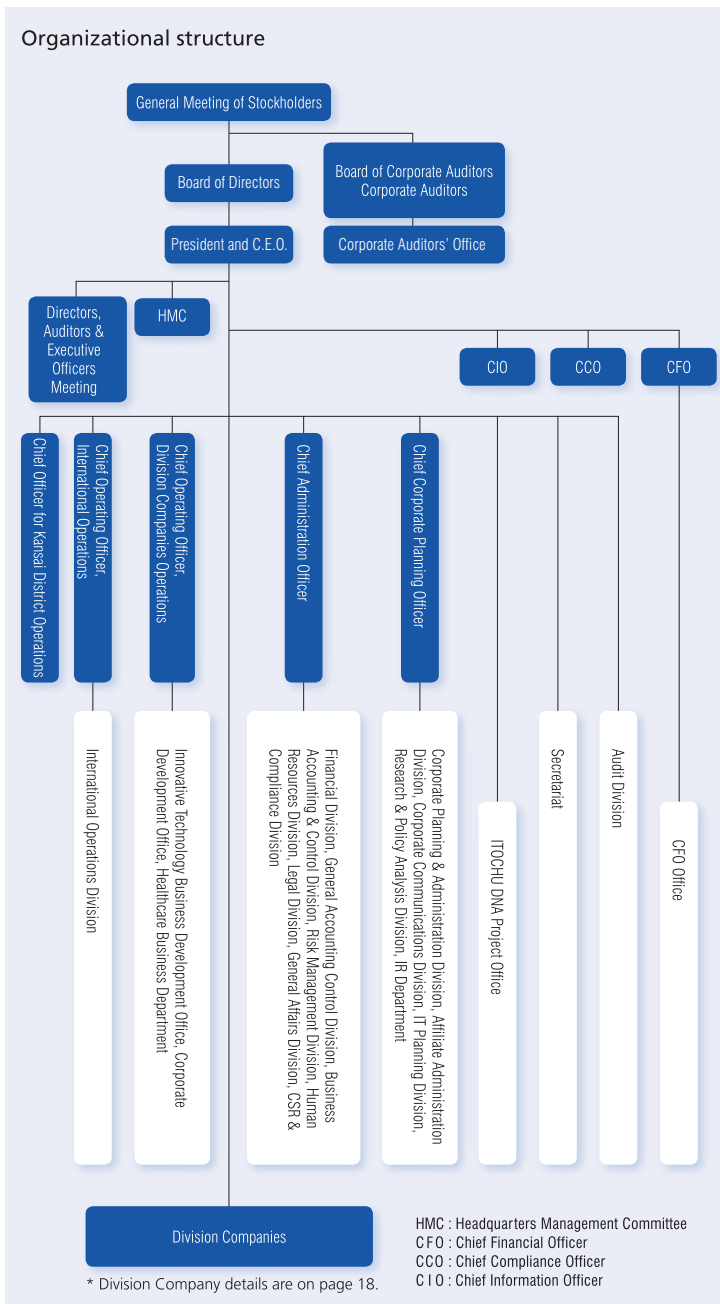 Organizational structure
General Meeting of Stockholders
Board of Directors
Board of Corporate Auditors
Corporate Auditors
President and C.E.O.
Corporate Auditors' Office
Directors,
Auditors &
Executive
Officers
Meeting
HMC
CIO
CCO
CFO
Chief Officer for Kansai District Operations
Chief Operating Officer,
International Operations
Chief Operating Officer,
Division Companies Operations
Chief Administration Officer
Chief Corporate Planning Officer
International Operations Division
Innovative Technology Business Development Office, Corporate
Development Office, Healthcare Business Department
Financial Division, General Accounting Control Division, Business
Accounting & Control Division, Risk Management Division, Human
Resources Division, Legal Division, General Affairs Division, CSR &
Compliance Division
Corporate Planning & Administration Division, Affiliate Administration
Division, Corporate Communications Division, IT Planning Division,
Research & Policy Analysis Division, IR Department
ITOCHU DNA Project Office
Secretariat
Audit Division
CFO Office
Division Companies
* Division Company details are on page 18.
HMC : Headquarters Management Committee
CFO : Chief Financial Officer
CCO : Chief Compliance Officer
CIO : Chief Information Officer